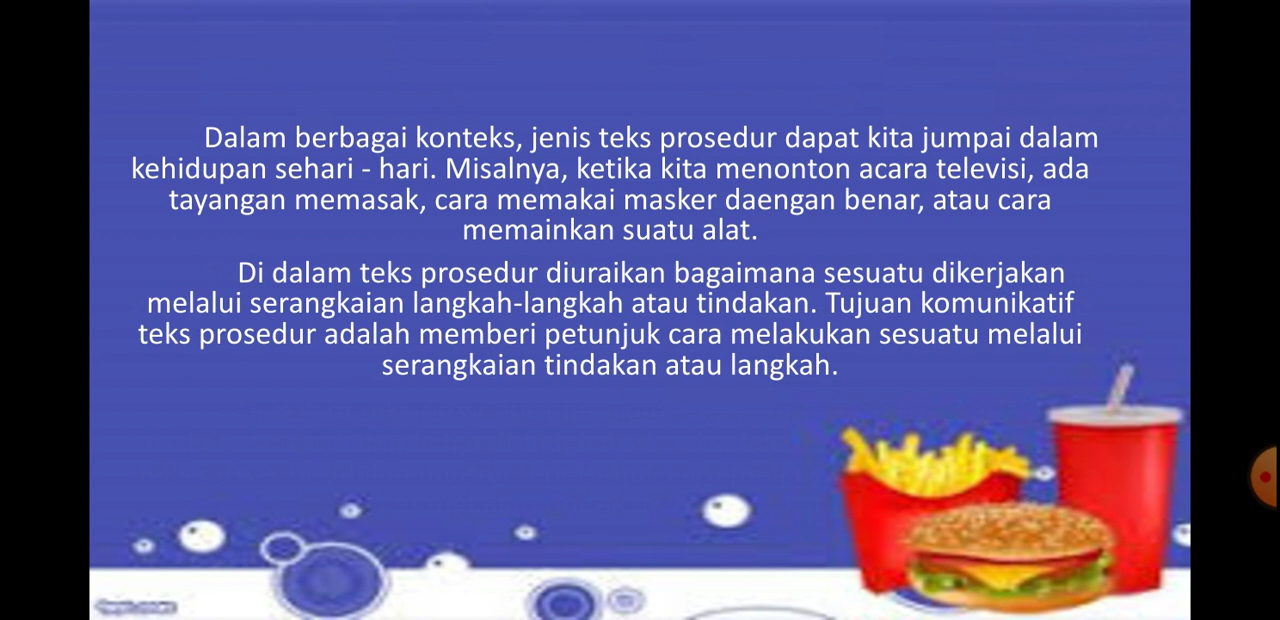 Dalam berbagai konteks, jenis teks prosedur dapat kita jumpai dalam
kehidupan sehari - hari. Misalnya, ketika kita menonton acara televisi, ada
tayangan memasak, cara memakai masker daengan benar, atau cara
memainkan suatu alat.
Di dalam teks prosedur diuraikan bagaimana sesuatu dikerjakan
melalui serangkaian langkah-langkah atau tindakan. Tujuan komunikatif
teks prosedur adalah memberi petunjuk cara melakukan sesuatu melalui
serangkaian tindakan atau langkah.